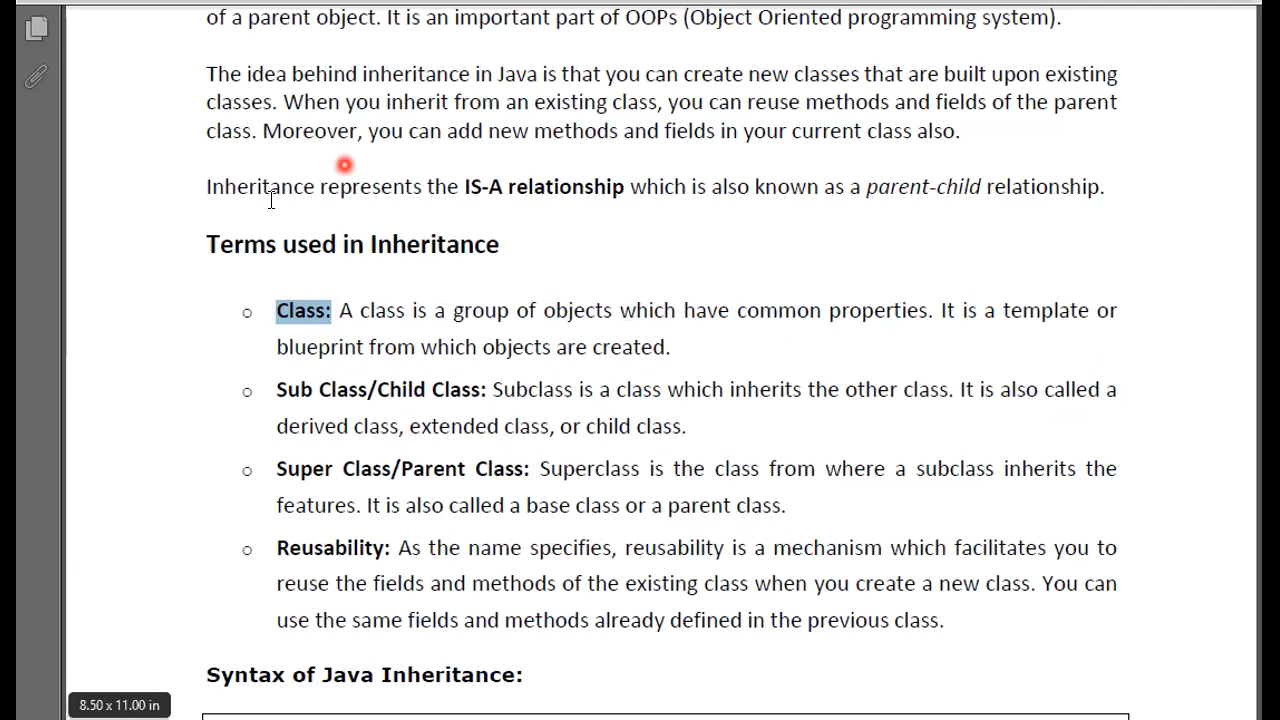 of a parent object. It is an important part of OOPs (Object Oriented programming system).
The idea behind inheritance in Java is that you can create new classes that are built upon existing
classes. When you inherit from an existing class, you can reuse methods and fields of the parent
class. Moreover, you can add new methods and fields in your current class also.
Inheritance represents the IS-A relationship which is also known as a parent-child relationship.
Terms used in Inheritance
o Class: A class is a group of objects which have common properties. It is a template or
blueprint from which objects are created.
o Sub Class/Child Class: Subclass is a class which inherits the other class. It is also called a
derived class, extended class, or child class.
o Super Class/Parent Class: Superclass is the class from where a subclass inherits the
features. It is also called a base class or a parent class.
o Reusability: As the name specifies, reusability is a mechanism which facilitates you to
reuse the fields and methods of the existing class when you create a new class. You can
use the same fields and methods already defined in the previous class.
Syntax of Java Inheritance:
8.50 x 11.00 in